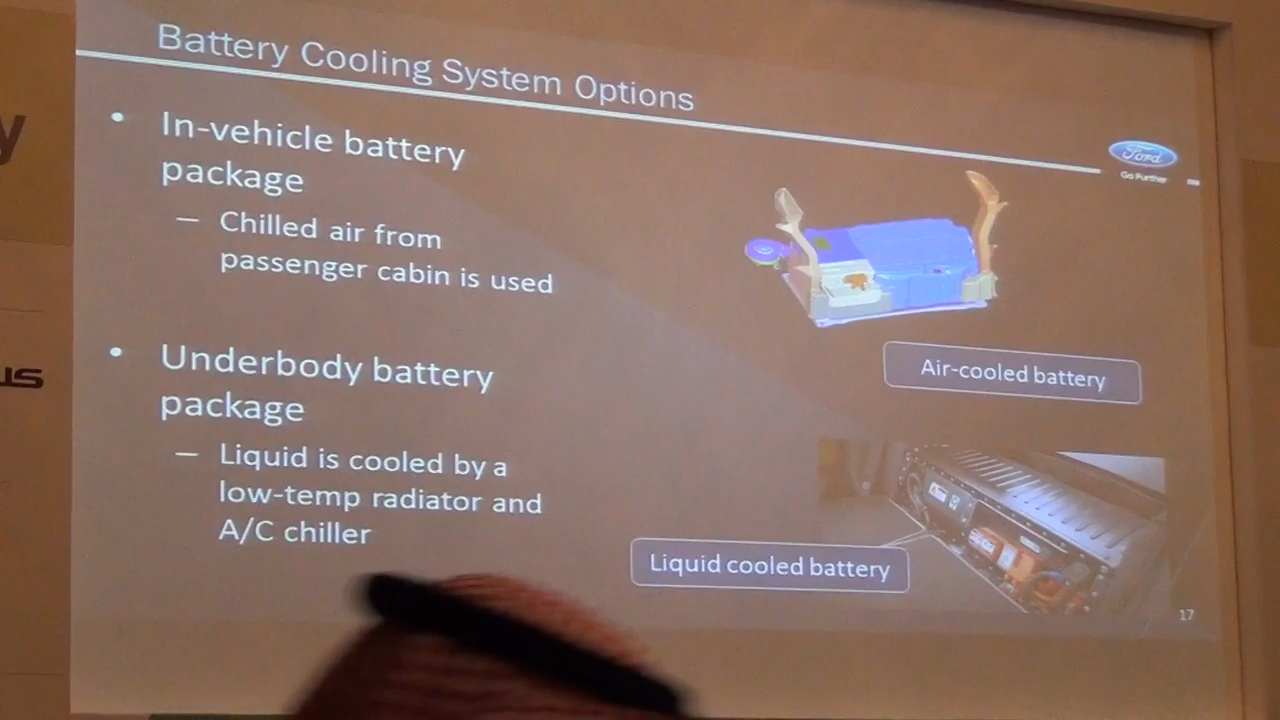 Battery Cooling System Options
In-vehicle battery
package
– Chilled air from
passenger cabin is used
Underbody battery
package
– Liquid is cooled by a
low-temp radiator and
A/C chiller
Ford
Go Further
Air-cooled battery
Liquid cooled battery
17
y
us